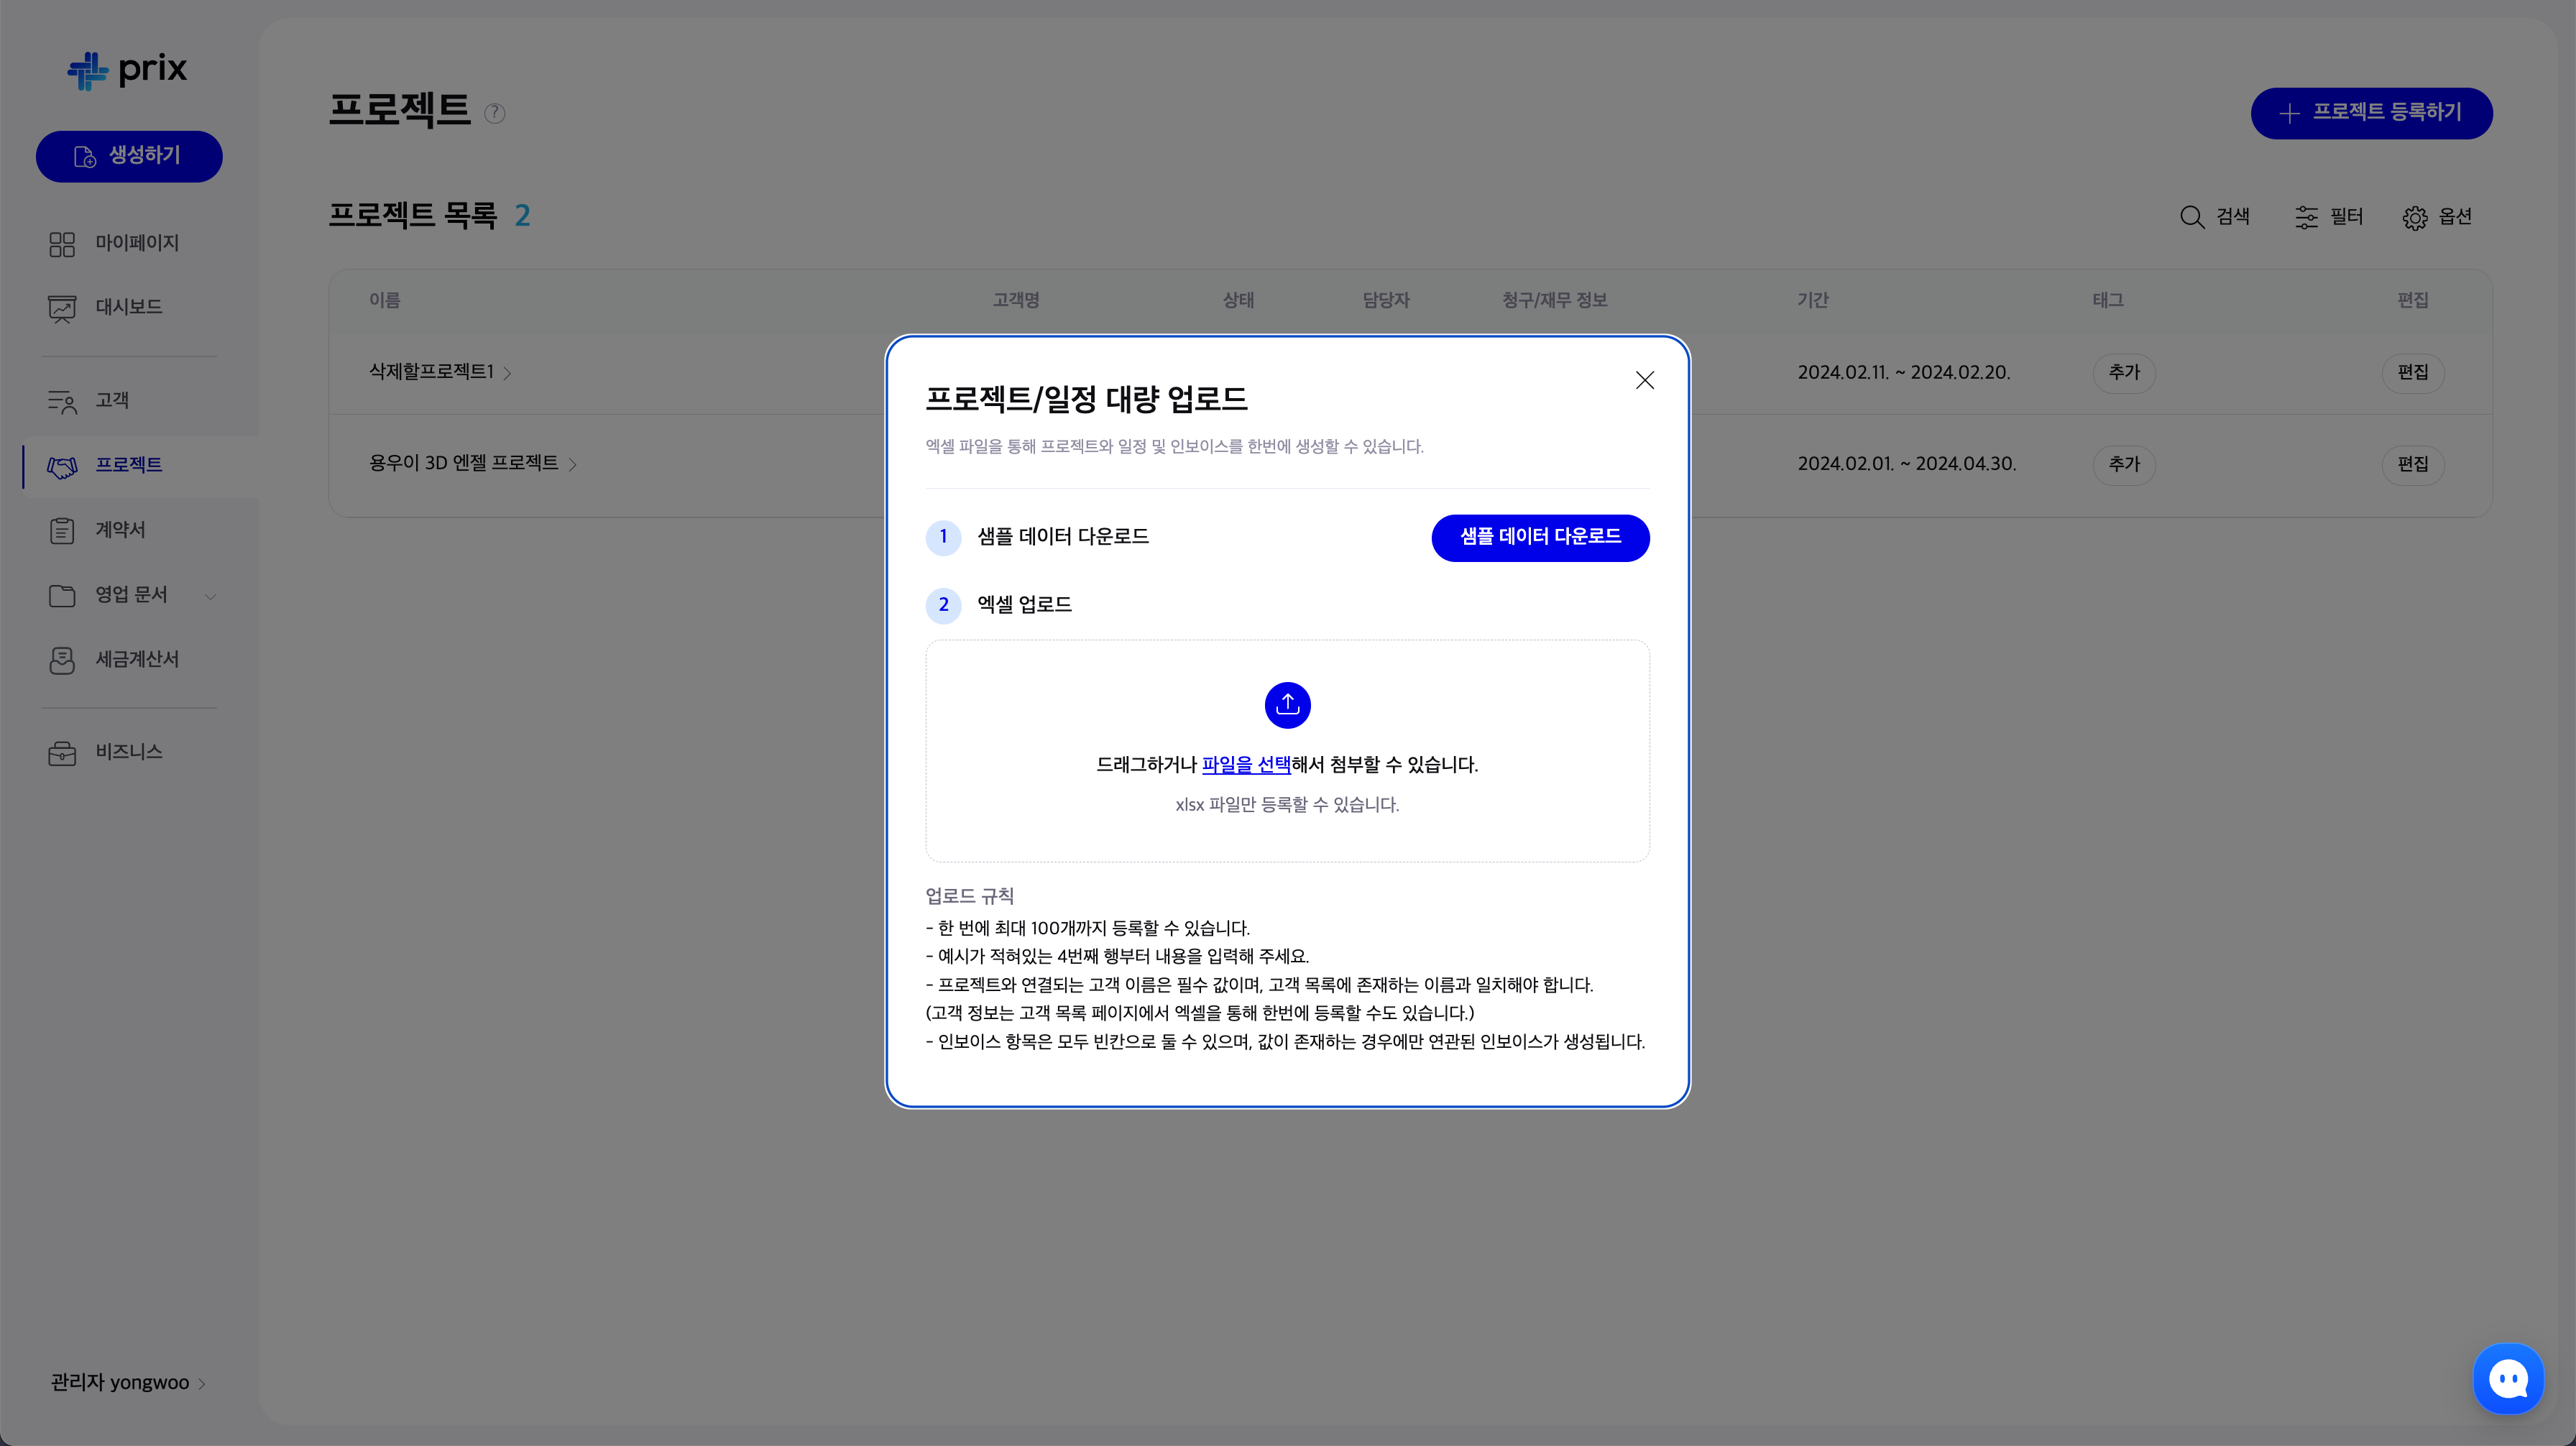 prix
생성하기
마이페이지
대시보드
고객
프로젝트
계약서
영업 문서
세금계산서
비즈니스
관리자 yongwoo
프로젝트 ?
프로젝트 등록하기
프로젝트 목록 2
검색 필터 옵션
이름 고객명 상태 담당자 청구/재무 정보 기간 태그 편집
삭제할프로젝트1 2024.02.11. ~ 2024.02.20. 추가 편집
용우이 3D 엔젤 프로젝트 2024.02.01. ~ 2024.04.30. 추가 편집
프로젝트/일정 대량 업로드
엑셀 파일을 통해 프로젝트와 일정 및 인보이스를 한번에 생성할 수 있습니다.
1 샘플 데이터 다운로드 샘플 데이터 다운로드
2 엑셀 업로드
드래그하거나 파일을 선택해서 첨부할 수 있습니다.
xlsx 파일만 등록할 수 있습니다.
업로드 규칙
- 한 번에 최대 100개까지 등록할 수 있습니다.
- 예시가 적혀있는 4번째 행부터 내용을 입력해 주세요.
- 프로젝트와 연결되는 고객 이름은 필수 값이며, 고객 목록에 존재하는 이름과 일치해야 합니다.
(고객 정보는 고객 목록 페이지에서 엑셀을 통해 한번에 등록할 수도 있습니다.)
- 인보이스 항목은 모두 빈칸으로 둘 수 있으며, 값이 존재하는 경우에만 연관된 인보이스가 생성됩니다.